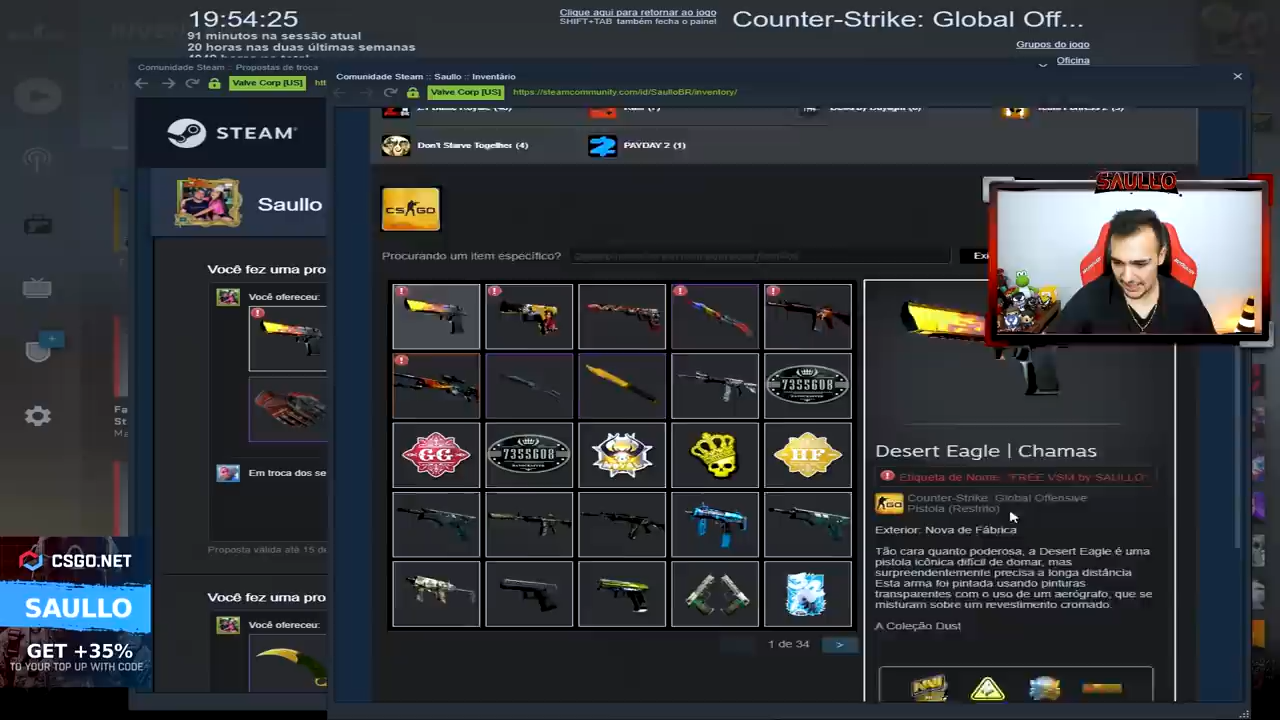 19:54:25
91 minutos na sessão atual
20 horas nas duas últimas semanas
Clique aqui para retornar ao jogo
SHIFT+TAB também fecha o painel
Counter-Strike: Global Off...
Grupos do jogo
Oficina
Comunidade Steam :: Propostas de troca
Valve Corp [US]
Comunidade Steam :: Saullo :: Inventário
Valve Corp [US]
https://steamcommunity.com/id/SaulloBR/inventory/
Don't Starve Together (4)
PAYDAY 2 (1)
STEAM
Saullo
CS GO
Procurando um item específico?
SAULLO
Você fez uma pro
Você ofereceu:
Em troca dos se
Proposta válida até 15 d
Você fez uma pro
Você ofereceu:
7355608
GG
7355608
HF
1 de 34
>
Desert Eagle | Chamas
Etiqueta de Nome: "FREE VSM by SAULLO"
Counter-Strike: Global Offensive
Pistola (Restrito)
Exterior: Nova de Fábrica
Tão cara quanto poderosa, a Desert Eagle é uma
pistola icônica difícil de domar, mas
surpreendentemente precisa a longa distância
Esta arma foi pintada usando pinturas
transparentes com o uso de um aerógrafo, que se
misturam sobre um revestimento cromado.
A Coleção Dust
CSGO.NET
SAULLO
GET +35%
TO YOUR TOP UP WITH CODE